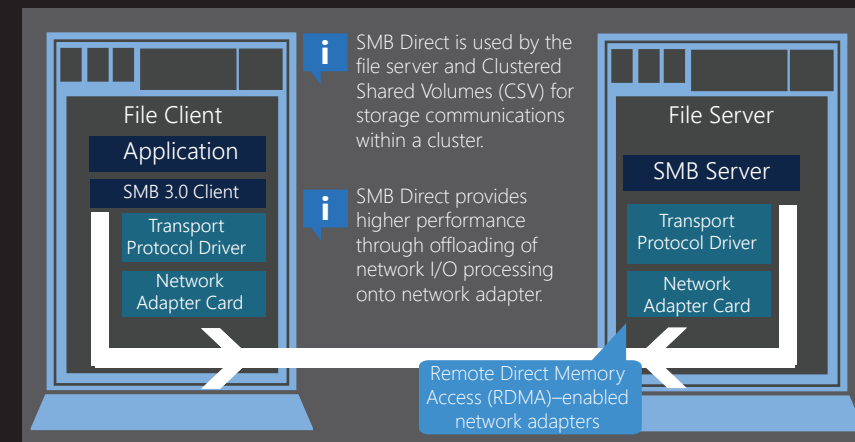 File Client
Application
SMB 3.0 Client
Transport
Protocol Driver
Network
Adapter Card
i
SMB Direct is used by the
file server and Clustered
Shared Volumes (CSV) for
storage communications
within a cluster.
i
SMB Direct provides
higher performance
through offloading of
network I/O processing
onto network adapter.
File Server
SMB Server
Transport
Protocol Driver
Network
Adapter Card
Remote Direct Memory
Access (RDMA)–enabled
network adapters